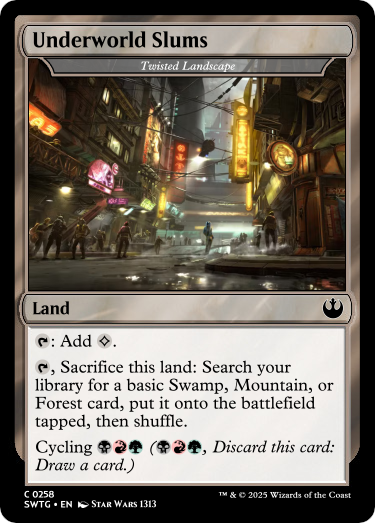 Underworld Slums
Twisted Landscape
Land
: Add .
, Sacrifice this land: Search your
library for a basic Swamp, Mountain, or
Forest card, put it onto the battlefield
tapped, then shuffle.
Cycling (, Discard this card:
Draw a card.)
C 0258
SWTG • EN STAR WARS 1313
™ & © 2025 Wizards of the Coast